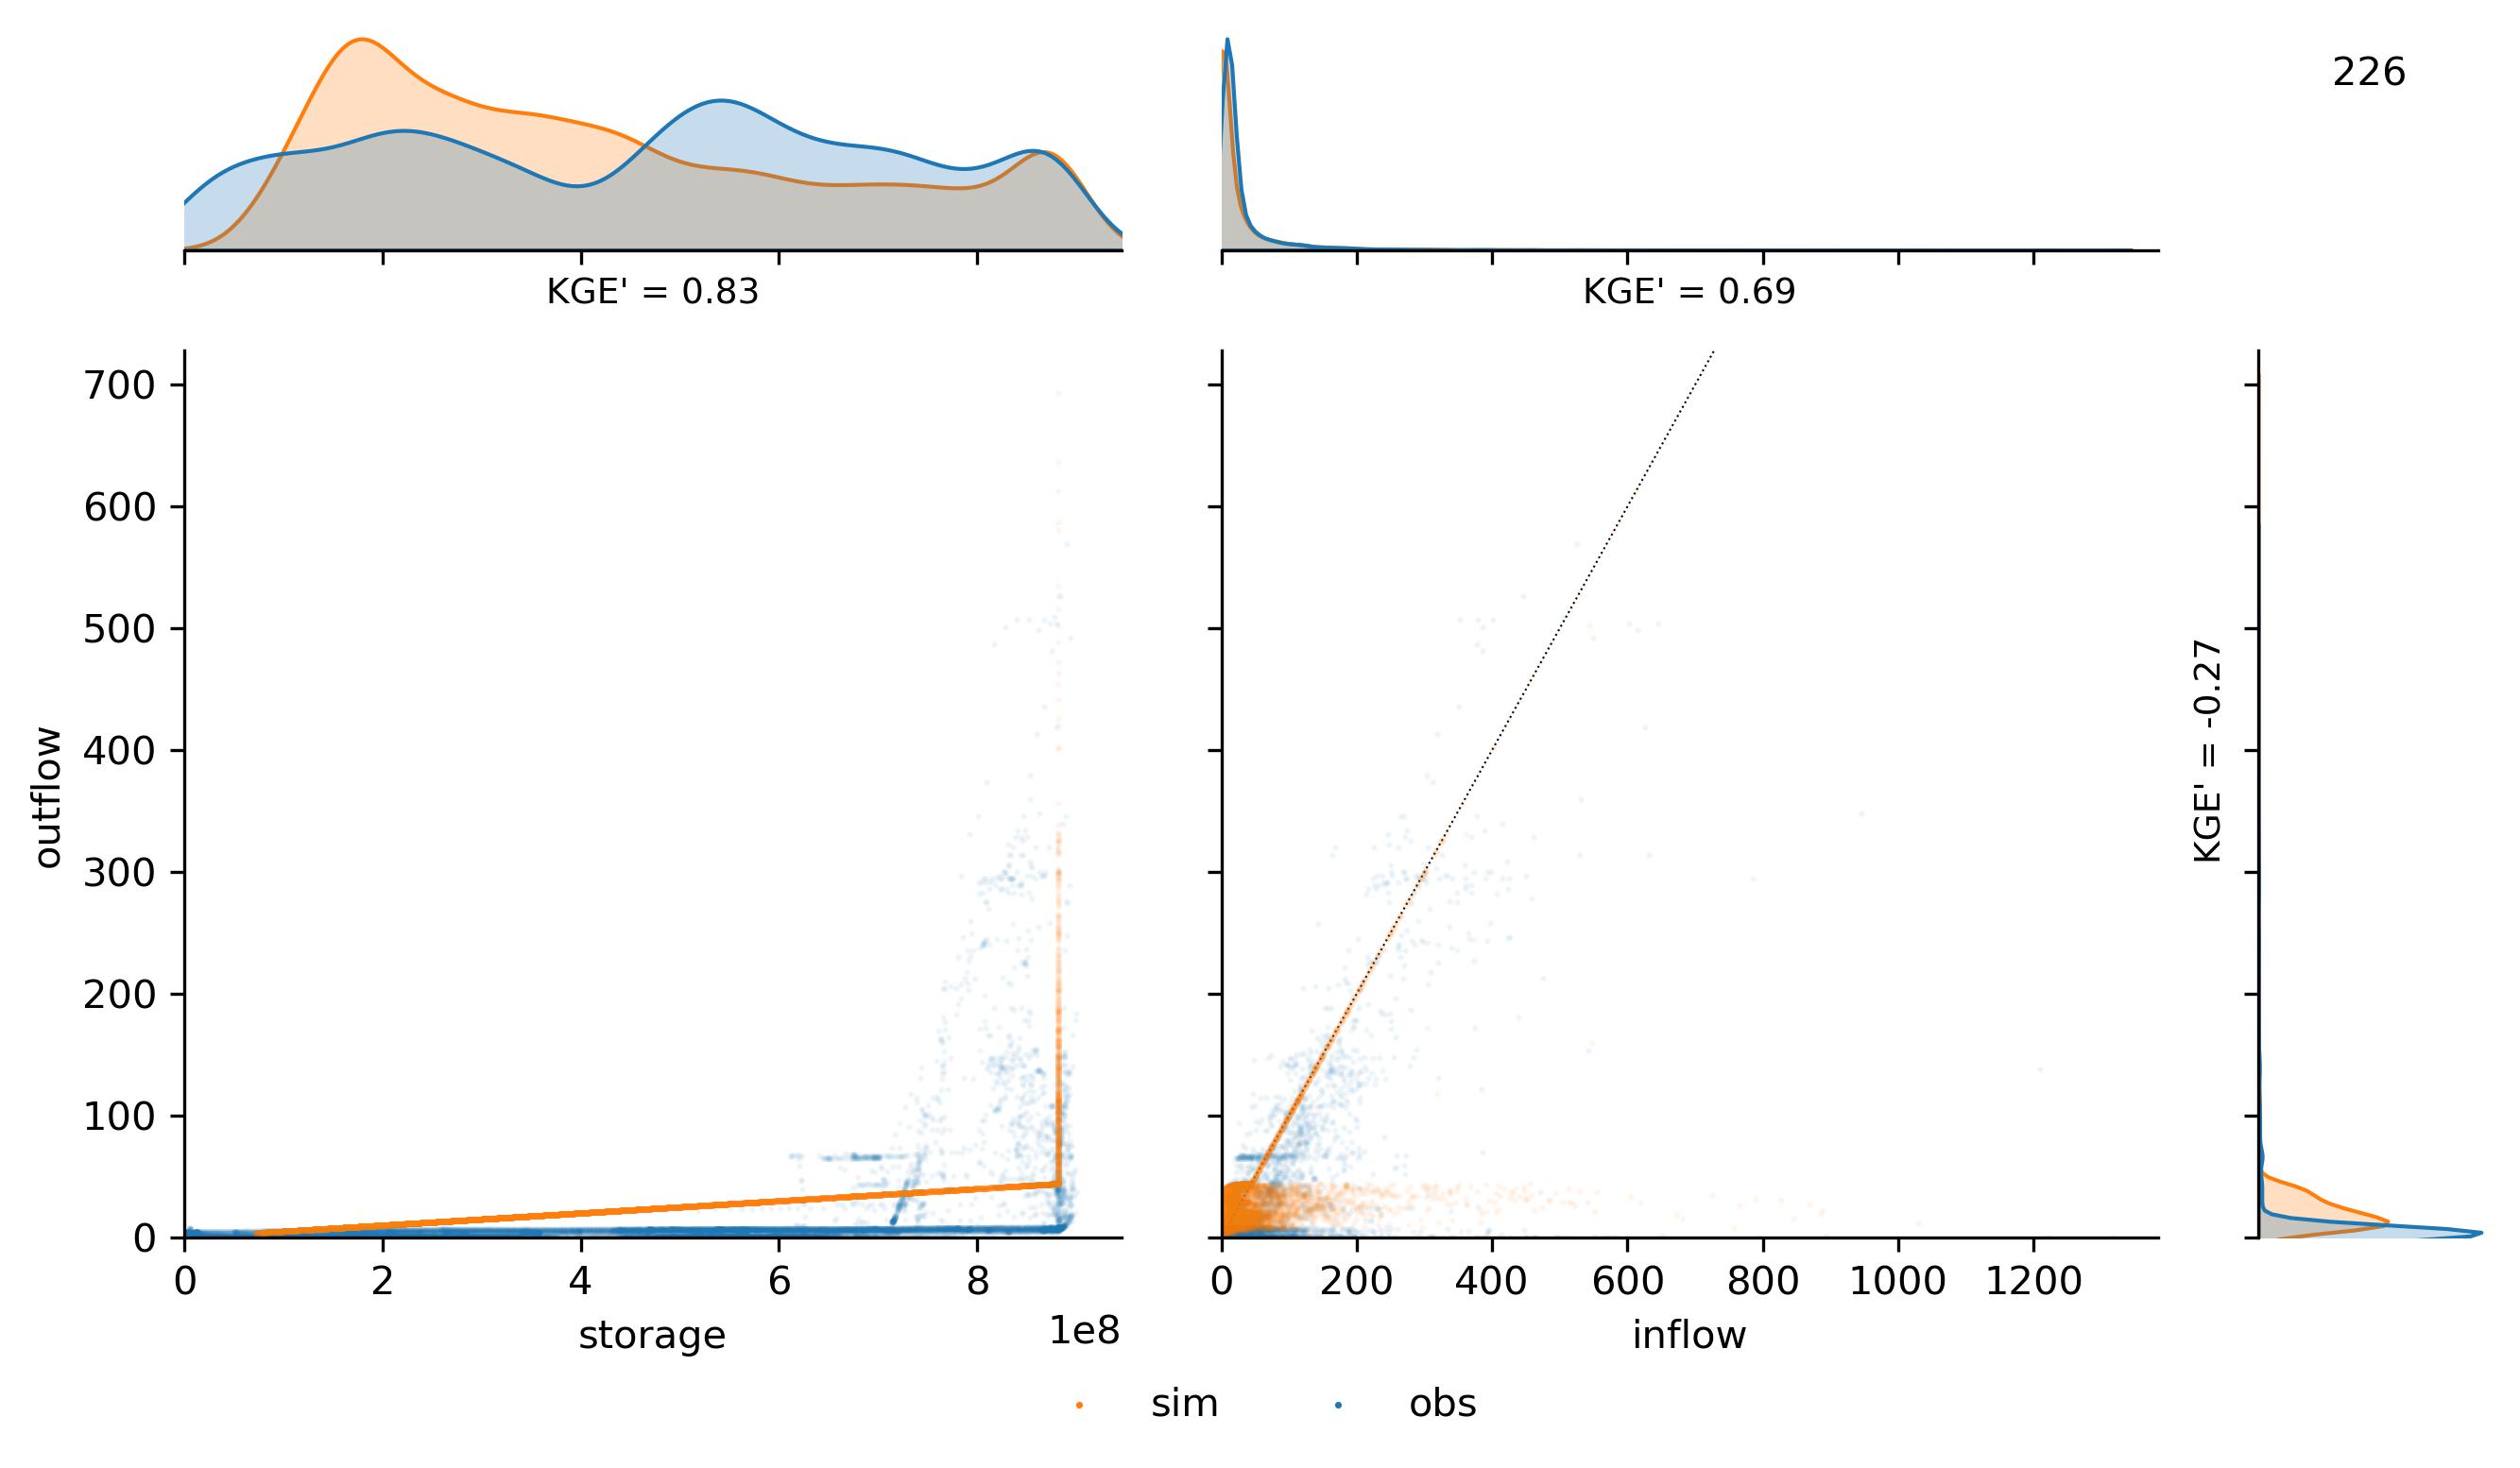 226
KGE' = 0.83
KGE' = 0.69
700
600
500
400
300
200
100
0
outflow
KGE' = -0.27
0 2 4 6 8
0 200 400 600 800 1000 1200
1e8
storage
inflow
sim obs